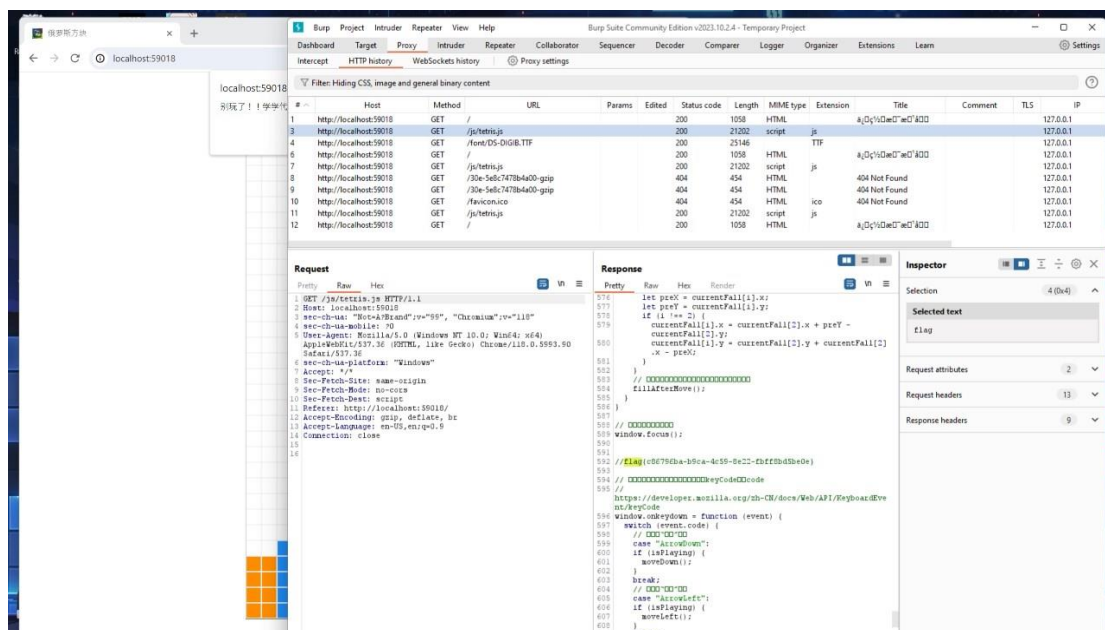 俄罗斯方块
localhost:59018
localhost:59018
别玩了！！学学代
Burp Project Intruder Repeater View Help
Burp Suite Community Edition v2023.10.2.4 - Temporary Project
Dashboard Target Proxy Intruder Repeater Collaborator Sequencer Decoder Comparer Logger Organizer Extensions Learn
Settings
Intercept HTTP history WebSockets history Proxy settings
Filter: Hiding CSS, image and general binary content
# Host Method URL Params Edited Status code Length MIME type Extension Title Comment TLS IP
1 http://localhost:59018 GET / 200 1058 HTML 127.0.0.1
3 http://localhost:59018 GET /js/tetris.js 200 21202 script js 127.0.0.1
4 http://localhost:59018 GET /font/DS-DIGIB.TTF 200 25146 TTF 127.0.0.1
6 http://localhost:59018 GET / 200 1058 HTML 127.0.0.1
7 http://localhost:59018 GET /js/tetris.js 200 21202 script js 127.0.0.1
8 http://localhost:59018 GET /30e-5e8c7478b4a00-gzip 404 454 HTML 404 Not Found 127.0.0.1
9 http://localhost:59018 GET /30e-5e8c7478b4a00-gzip 404 454 HTML 404 Not Found 127.0.0.1
10 http://localhost:59018 GET /favicon.ico 404 454 HTML ico 404 Not Found 127.0.0.1
11 http://localhost:59018 GET /js/tetris.js 200 21202 script js 127.0.0.1
12 http://localhost:59018 GET / 200 1058 HTML 127.0.0.1
Request
Pretty Raw Hex
1 GET /js/tetris.js HTTP/1.1
2 Host: localhost:59018
3 sec-ch-ua: "Not=A?Brand";v="99", "Chromium";v="118"
4 sec-ch-ua-mobile: ?0
5 User-Agent: Mozilla/5.0 (Windows NT 10.0; Win64; x64)
AppleWebKit/537.36 (KHTML, like Gecko) Chrome/118.0.5993.90
Safari/537.36
6 sec-ch-ua-platform: "Windows"
7 Accept: */*
8 Sec-Fetch-Site: same-origin
9 Sec-Fetch-Mode: no-cors
10 Sec-Fetch-Dest: script
11 Referer: http://localhost:59018/
12 Accept-Encoding: gzip, deflate, br
13 Accept-Language: en-US,en;q=0.9
14 Connection: close
15
16
Response
Pretty Raw Hex Render
576 let preX = currentFall[i].x;
577 let preY = currentFall[i].y;
578 if (i !== 2) {
579 currentFall[i].x = currentFall[2].x + preY -
currentFall[2].y;
580 currentFall[i].y = currentFall[2].y + currentFall[2]
.x - preX;
581 }
582 }
583 //
584 fillAfterMove();
585 }
586 }
587
588 //
589 window.focus();
590
591
592 //flag{c86796ba-b9ca-4c59-8e22-fbff8bd5be0e}
593
594 // keyCode code
595 //
https://developer.mozilla.org/zh-CN/docs/Web/API/KeyboardEve
nt/keyCode
596 window.onkeydown = function (event) {
597 switch (event.code) {
598 //
599 case "ArrowDown":
600 if (isPlaying) {
601 moveDown();
602 }
603 break;
604 //
605 case "ArrowLeft":
606 if (isPlaying) {
607 moveLeft();
608 }
Inspector
Selection 4 (0x4)
Selected text
flag
Request attributes 2
Request headers 13
Response headers 9